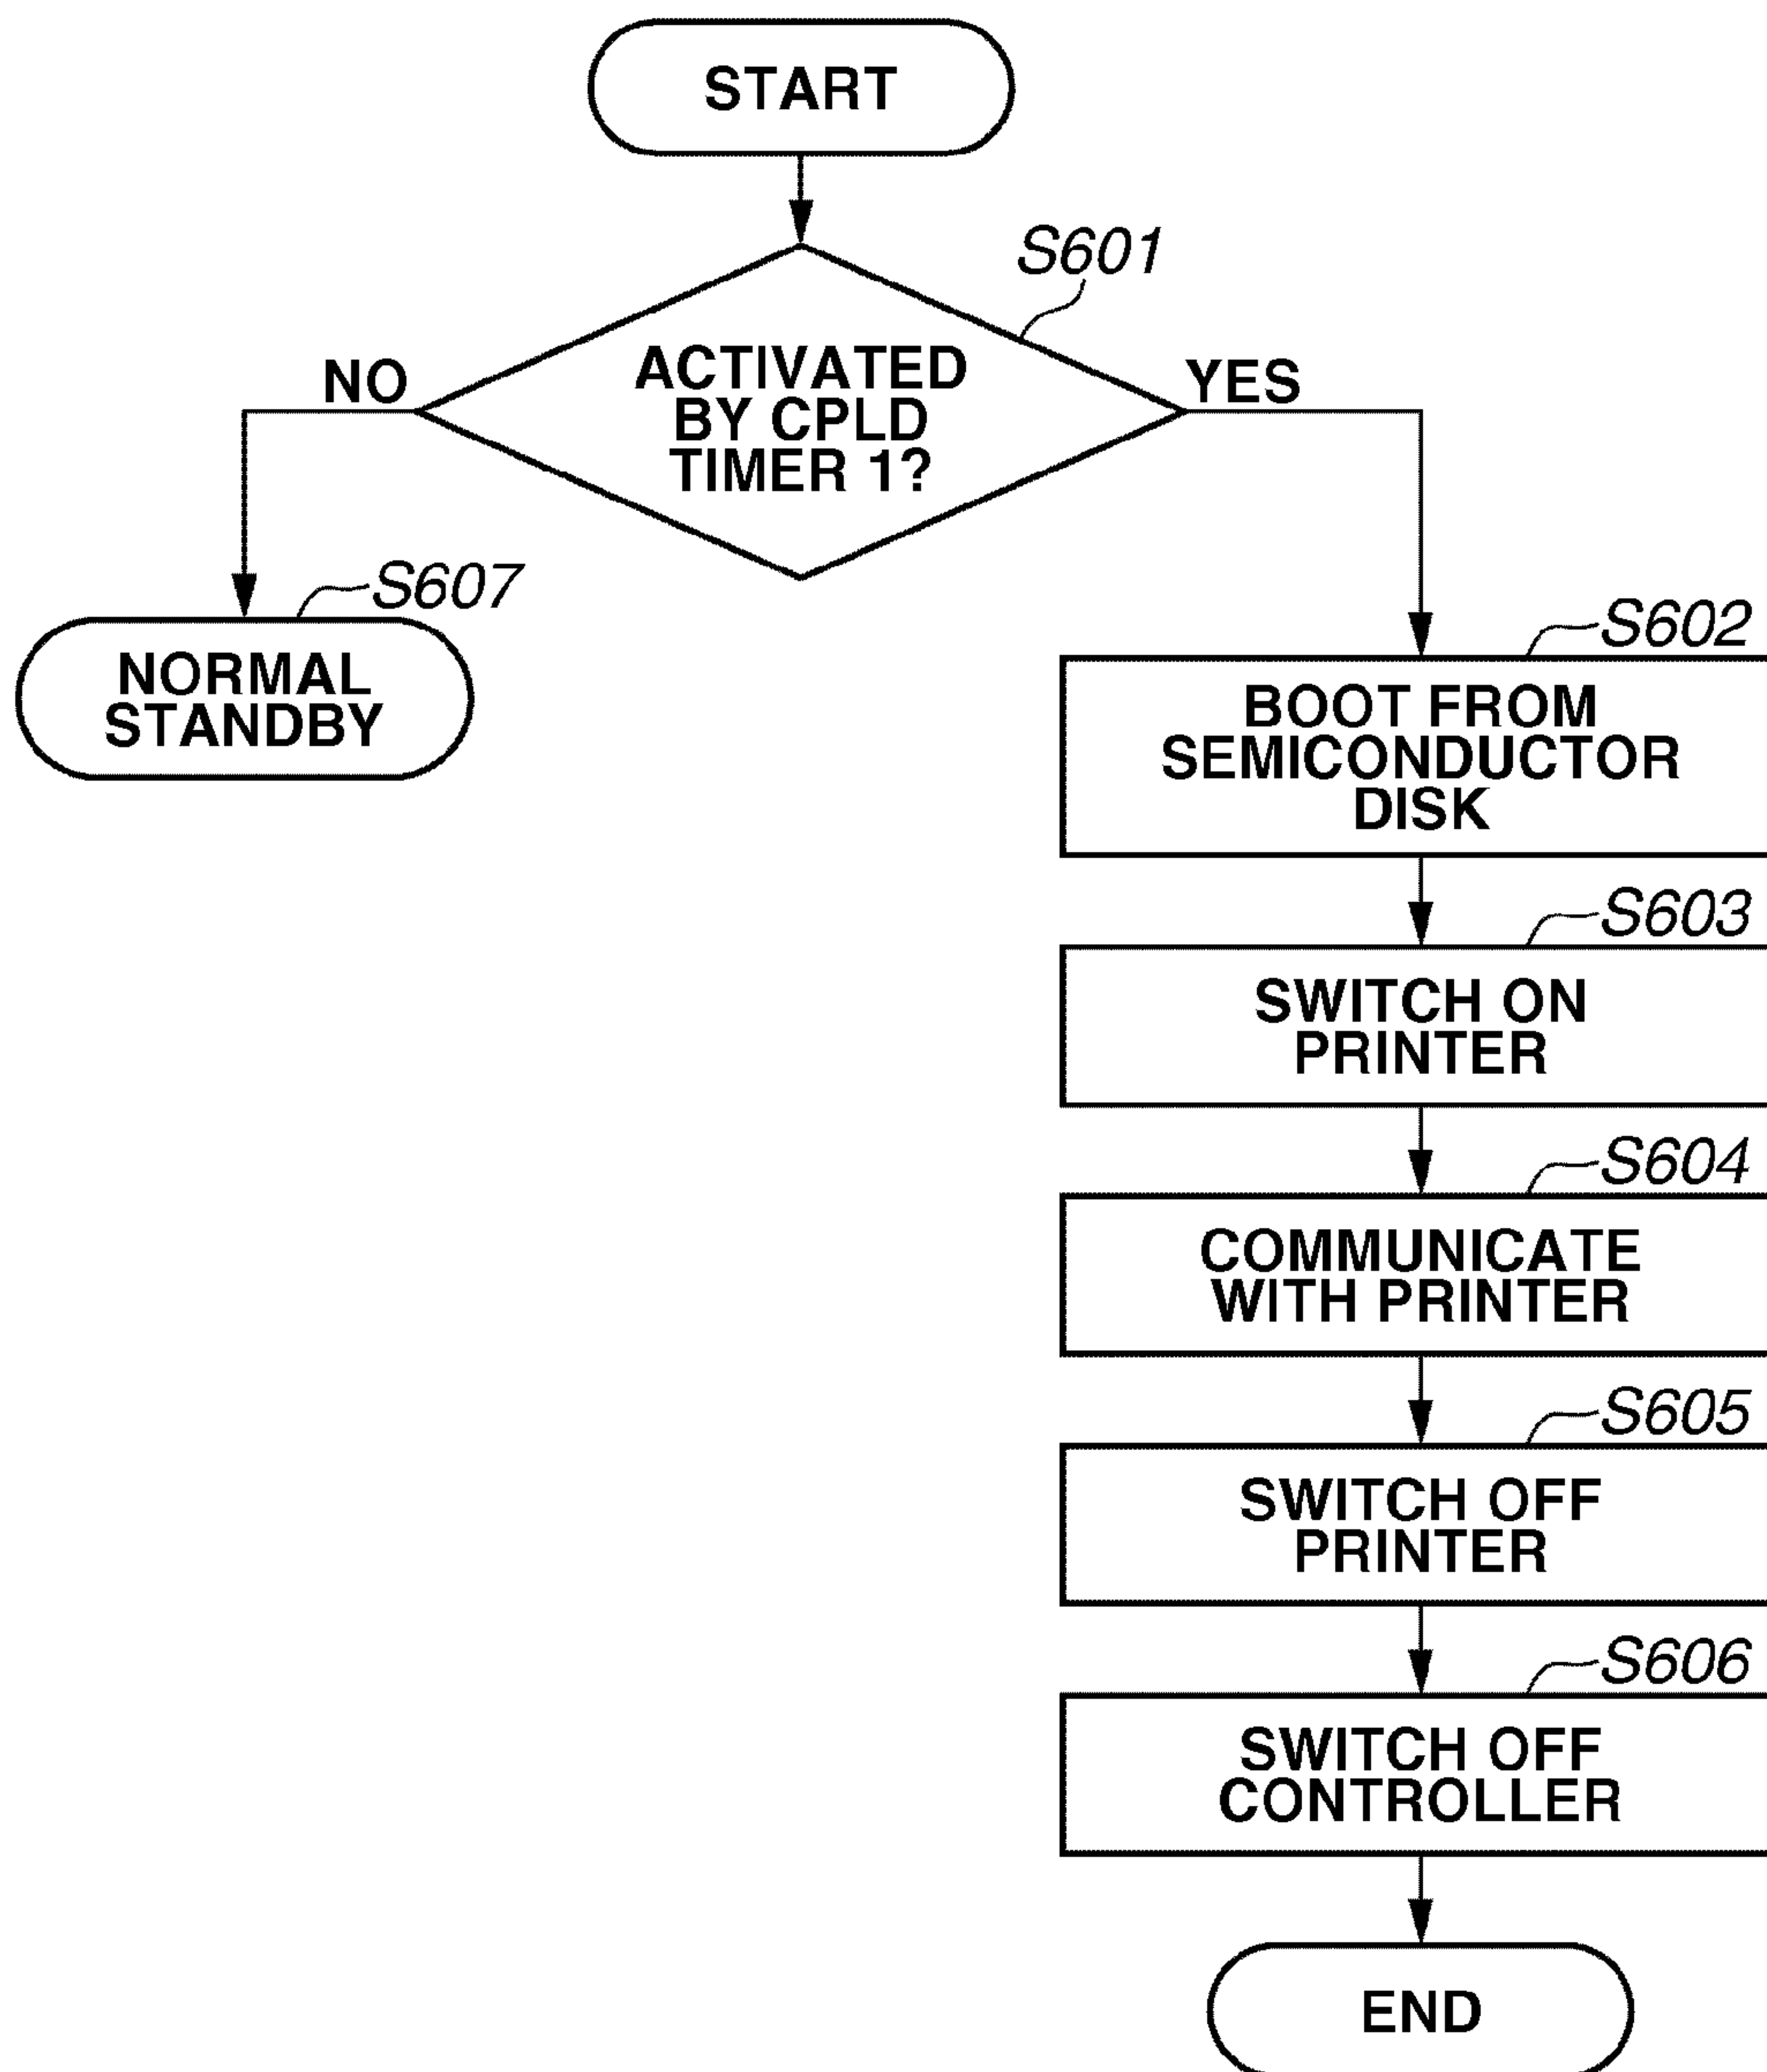 START
S601
ACTIVATED
BY CPLD
TIMER 1?
NO
YES
S607
NORMAL
STANDBY
S602
BOOT FROM
SEMICONDUCTOR
DISK
S603
SWITCH ON
PRINTER
S604
COMMUNICATE
WITH PRINTER
S605
SWITCH OFF
PRINTER
S606
SWITCH OFF
CONTROLLER
END